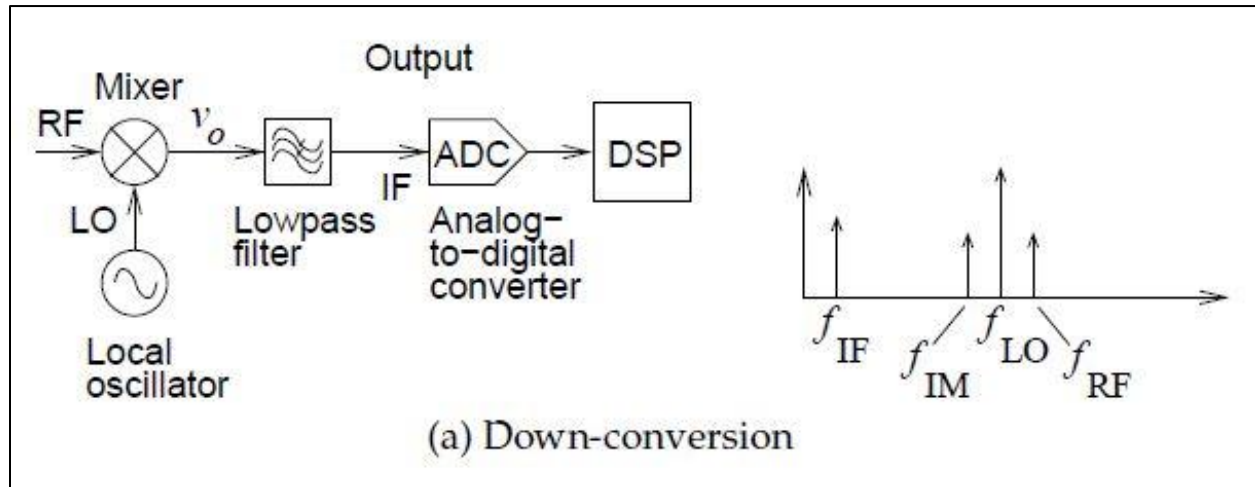 Output
Mixer
RF
v_o
ADC
DSP
IF
LO
Lowpass
filter
Analog-
to-digital
converter
Local
oscillator
f_IF
f_IM
f_LO
f_RF
(a) Down-conversion